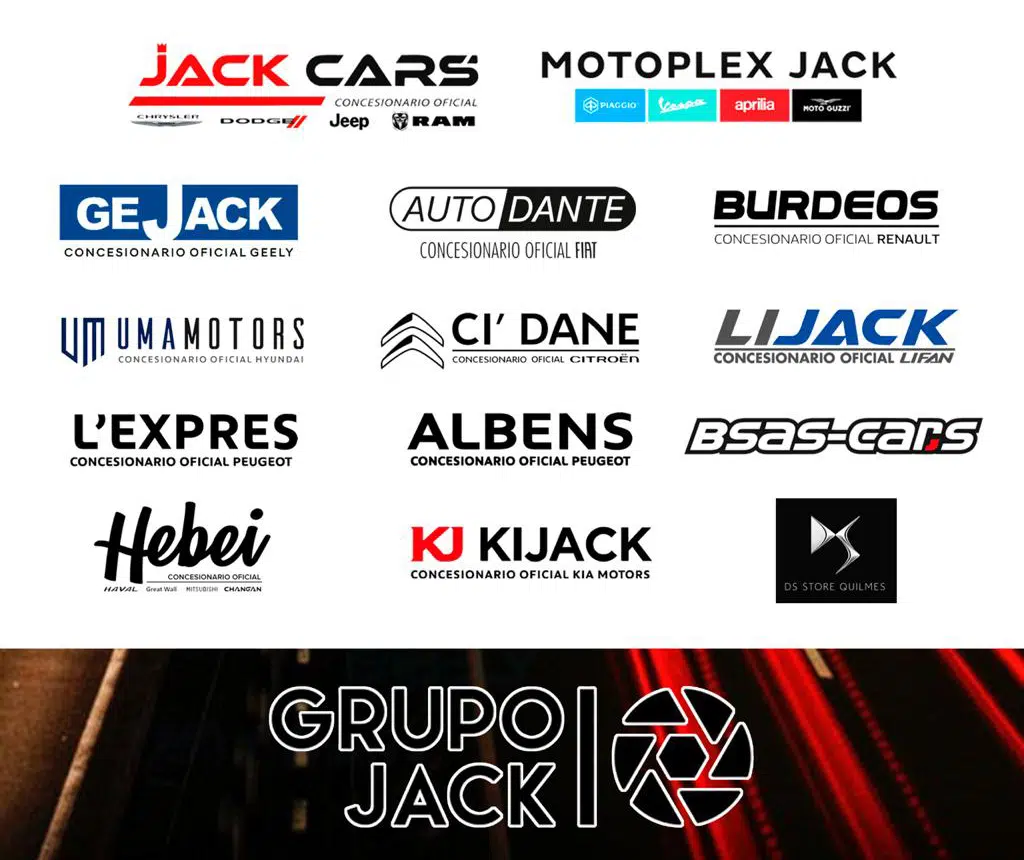 JACK CARS
CONCESIONARIO OFICIAL
CHRYSLER DODGE Jeep RAM
MOTOPLEX JACK
PIAGGIO Vespa aprilia MOTO GUZZI
GEJACK
CONCESIONARIO OFICIAL GEELY
AUTO DANTE
CONCESIONARIO OFICIAL FIAT
BURDEOS
CONCESIONARIO OFICIAL RENAULT
UM UMAMOTORS
CONCESIONARIO OFICIAL HYUNDAI
CI' DANE
CONCESIONARIO OFICIAL CITROËN
LIJACK
CONCESIONARIO OFICIAL LIFAN
L'EXPRES
CONCESIONARIO OFICIAL PEUGEOT
ALBENS
CONCESIONARIO OFICIAL PEUGEOT
BSAS-CARS
Hebei
CONCESIONARIO OFICIAL
HAVAL Great Wall MITSUBISHI CHANGAN
KJ KIJACK
CONCESIONARIO OFICIAL KIA MOTORS
DS STORE QUILMES
GRUPO
JACK